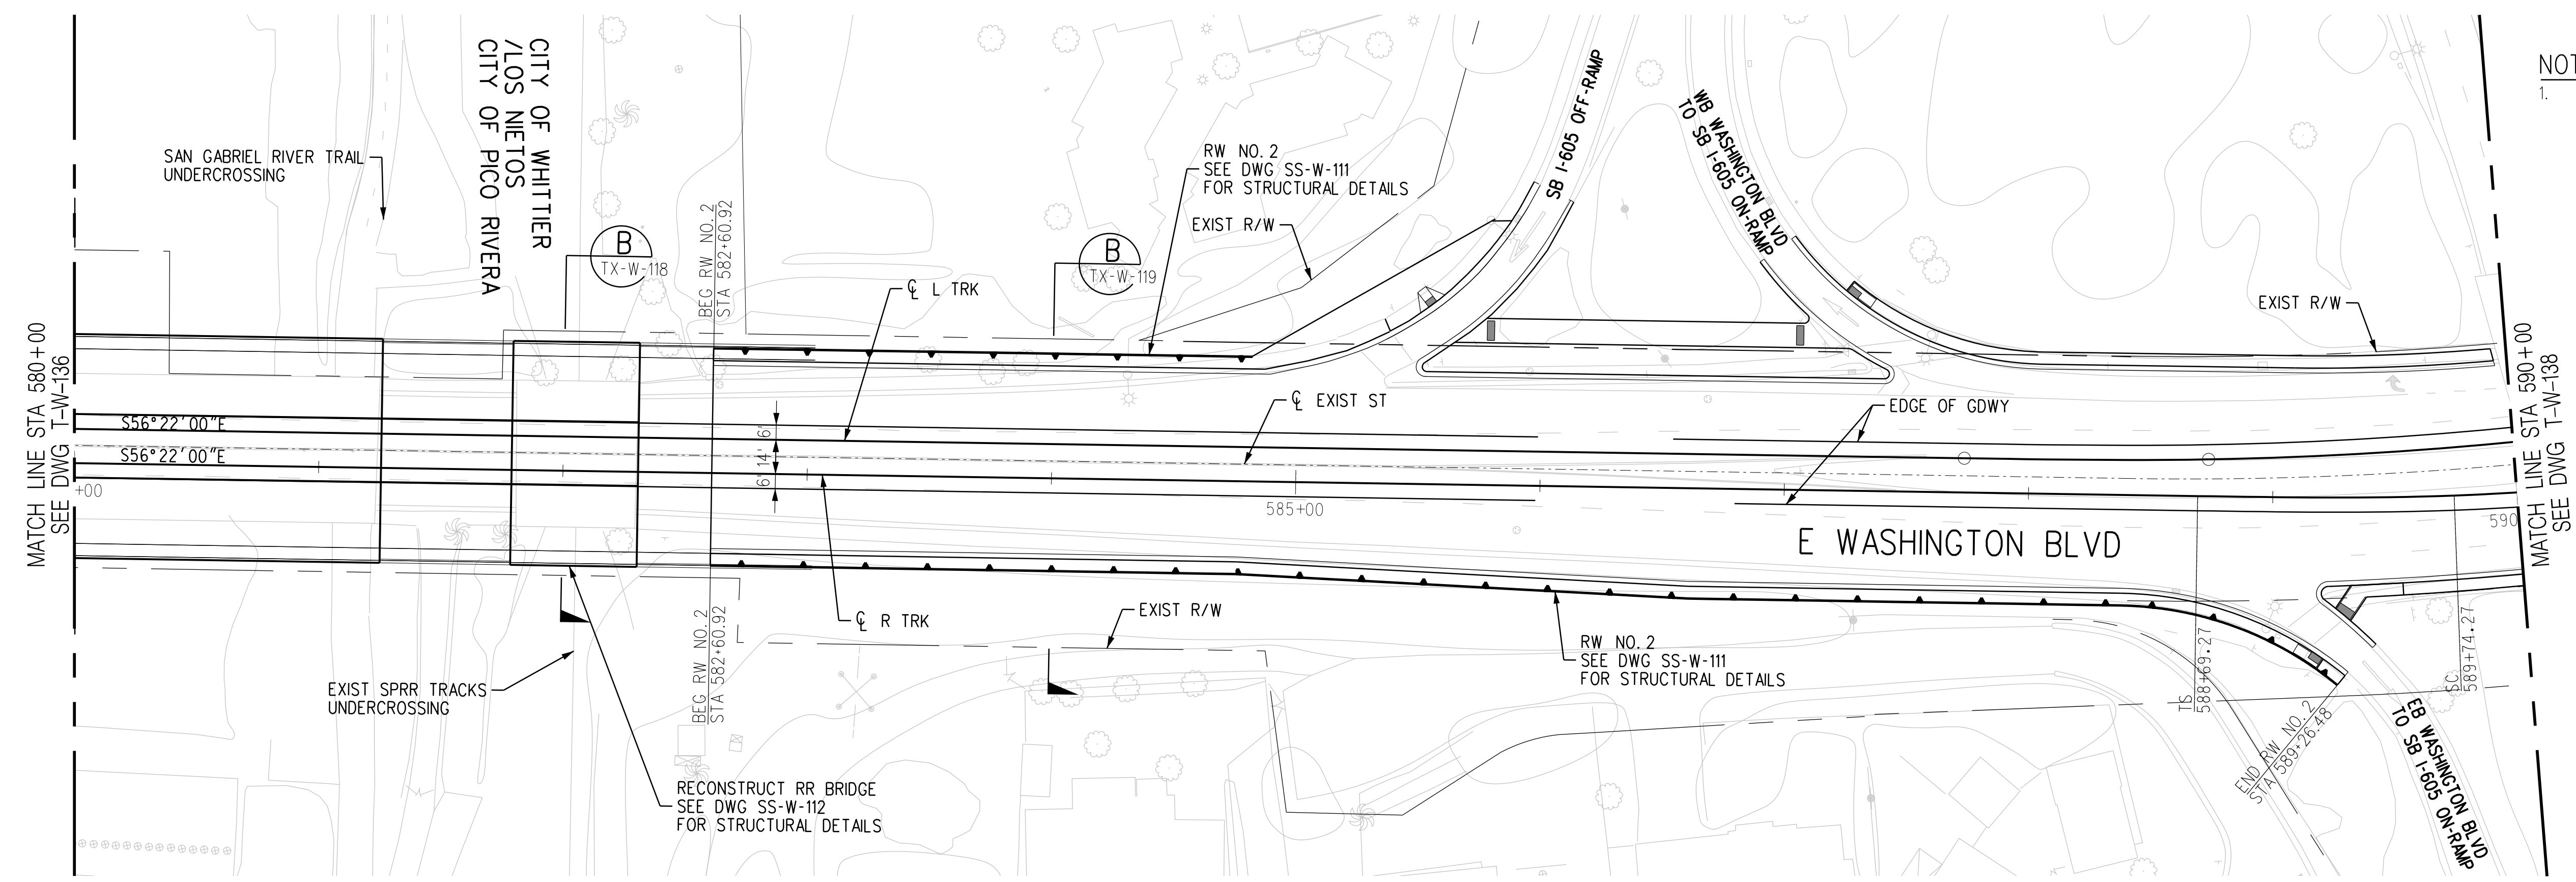 MATCH LINE STA 580+00
SEE DWG T-W-136
SAN GABRIEL RIVER TRAIL
UNDERCROSSING
CITY OF WHITTIER
/LOS NIETOS
CITY OF PICO RIVERA
B
TX-W-118
BEG RW NO. 2
STA 582+60.92
B
TX-W-119
RW NO. 2
SEE DWG SS-W-111
FOR STRUCTURAL DETAILS
EXIST R/W
℄ L TRK
SB I-605 OFF-RAMP
WB WASHINGTON BLVD
TO SB I-605 ON-RAMP
EXIST R/W
NOT
1.
℄ EXIST ST
EDGE OF GDWY
S56°22'00"E
S56°22'00"E
+00
6'
14'
6'
585+00
590
E WASHINGTON BLVD
MATCH LINE STA 590+00
SEE DWG T-W-138
BEG RW NO. 2
STA 582+60.92
℄ R TRK
EXIST R/W
RW NO. 2
SEE DWG SS-W-111
FOR STRUCTURAL DETAILS
EXIST SPRR TRACKS
UNDERCROSSING
RECONSTRUCT RR BRIDGE
SEE DWG SS-W-112
FOR STRUCTURAL DETAILS
TS
588+69.27
SC
589+74.27
END RW NO. 2
STA 589+26.48
EB WASHINGTON BLVD
TO SB I-605 ON-RAMP